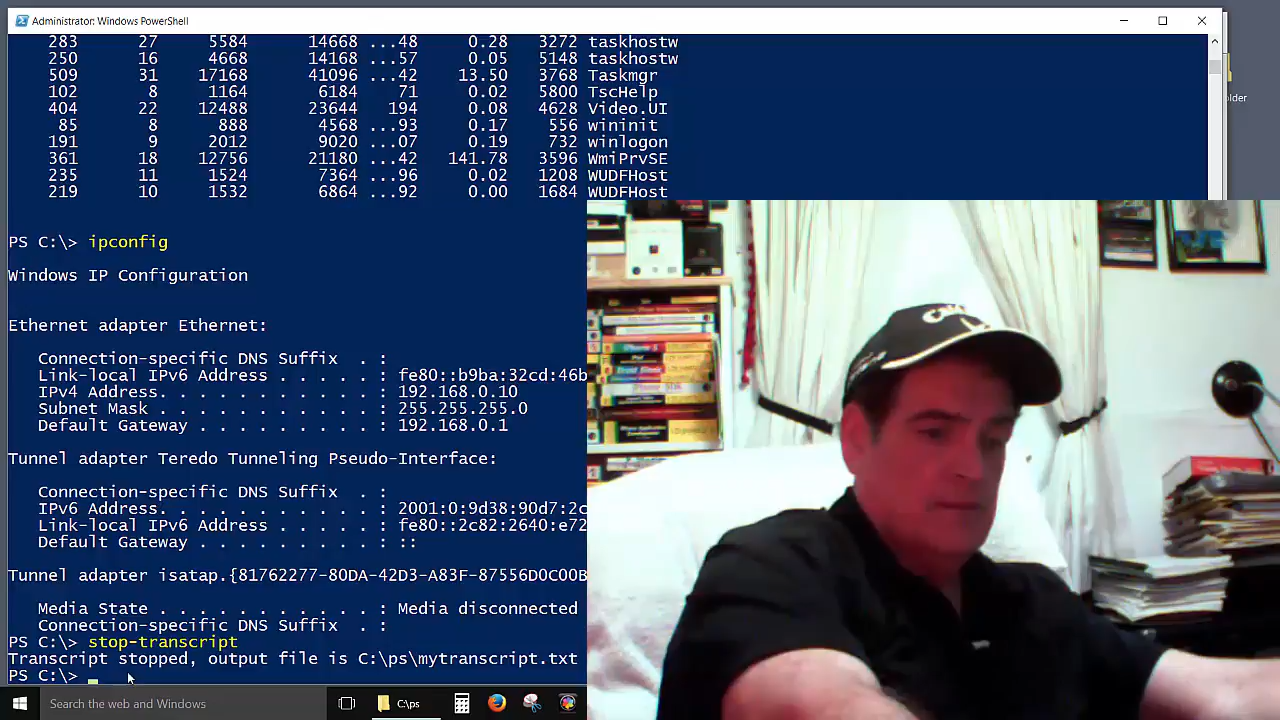 Administrator: Windows PowerShell
283 27 5584 14668 ...48 0.28 3272 taskhostw
250 16 4668 14168 ...57 0.05 5148 taskhostw
509 31 17168 41096 ...42 13.50 3768 Taskmgr
102 8 1164 6184 71 0.02 5800 TscHelp
404 22 12488 23644 194 0.08 4628 Video.UI
85 8 888 4568 ...93 0.17 556 wininit
191 9 2012 9020 ...07 0.19 732 winlogon
361 18 12756 21180 ...42 141.78 3596 WmiPrvSE
235 11 1524 7364 ...96 0.02 1208 WUDFHost
219 10 1532 6864 ...92 0.00 1684 WUDFHost
older
PS C:\> ipconfig
Windows IP Configuration
Ethernet adapter Ethernet:
Connection-specific DNS Suffix . :
Link-local IPv6 Address . . . . . : fe80::b9ba:32cd:46b
IPv4 Address. . . . . . . . . . . : 192.168.0.10
Subnet Mask . . . . . . . . . . . : 255.255.255.0
Default Gateway . . . . . . . . . : 192.168.0.1
Tunnel adapter Teredo Tunneling Pseudo-Interface:
Connection-specific DNS Suffix . :
IPv6 Address. . . . . . . . . . . : 2001:0:9d38:90d7:2c
Link-local IPv6 Address . . . . . : fe80::2c82:2640:e72
Default Gateway . . . . . . . . . : ::
Tunnel adapter isatap.{81762277-80DA-42D3-A83F-87556D0C00B
Media State . . . . . . . . . . . : Media disconnected
Connection-specific DNS Suffix . :
PS C:\> stop-transcript
Transcript stopped, output file is C:\ps\mytranscript.txt
PS C:\>
Search the web and Windows
C:\ps